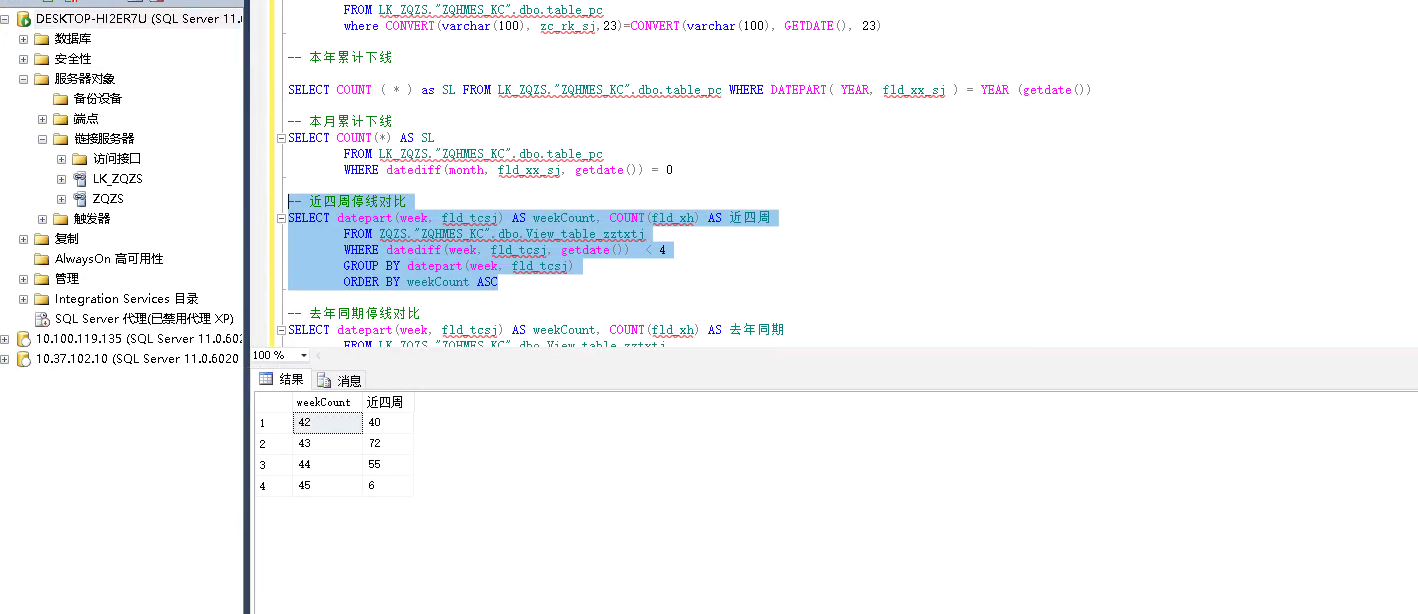 DESKTOP-HI2ER7U (SQL Server 11.0
数据库
安全性
服务器对象
备份设备
端点
链接服务器
访问接口
LK_ZQZS
ZQZS
触发器
复制
AlwaysOn 高可用性
管理
Integration Services 目录
SQL Server 代理(已禁用代理 XP)
10.100.119.135 (SQL Server 11.0.602
10.37.102.10 (SQL Server 11.0.6020
FROM LK_ZQZS."ZQHMES_KC".dbo.table_pc
where CONVERT(varchar(100), zc_rk_sj,23)=CONVERT(varchar(100), GETDATE(), 23)
-- 本年累计下线
SELECT COUNT ( * ) as SL FROM LK_ZQZS."ZQHMES_KC".dbo.table_pc WHERE DATEPART( YEAR, fld_xx_sj ) = YEAR (getdate())
-- 本月累计下线
SELECT COUNT(*) AS SL
FROM LK_ZQZS."ZQHMES_KC".dbo.table_pc
WHERE datediff(month, fld_xx_sj, getdate()) = 0
-- 近四周停线对比
SELECT datepart(week, fld_tcsj) AS weekCount, COUNT(fld_xh) AS 近四周
FROM ZQZS."ZQHMES_KC".dbo.View_table_zztxtj
WHERE datediff(week, fld_tcsj, getdate()) < 4
GROUP BY datepart(week, fld_tcsj)
ORDER BY weekCount ASC
-- 去年同期停线对比
SELECT datepart(week, fld_tcsj) AS weekCount, COUNT(fld_xh) AS 去年同期
FROM LK_ZQZS."ZQHMES_KC".dbo.View_table_zztxtj
100 %
结果 消息
weekCount 近四周
1 42 40
2 43 72
3 44 55
4 45 6